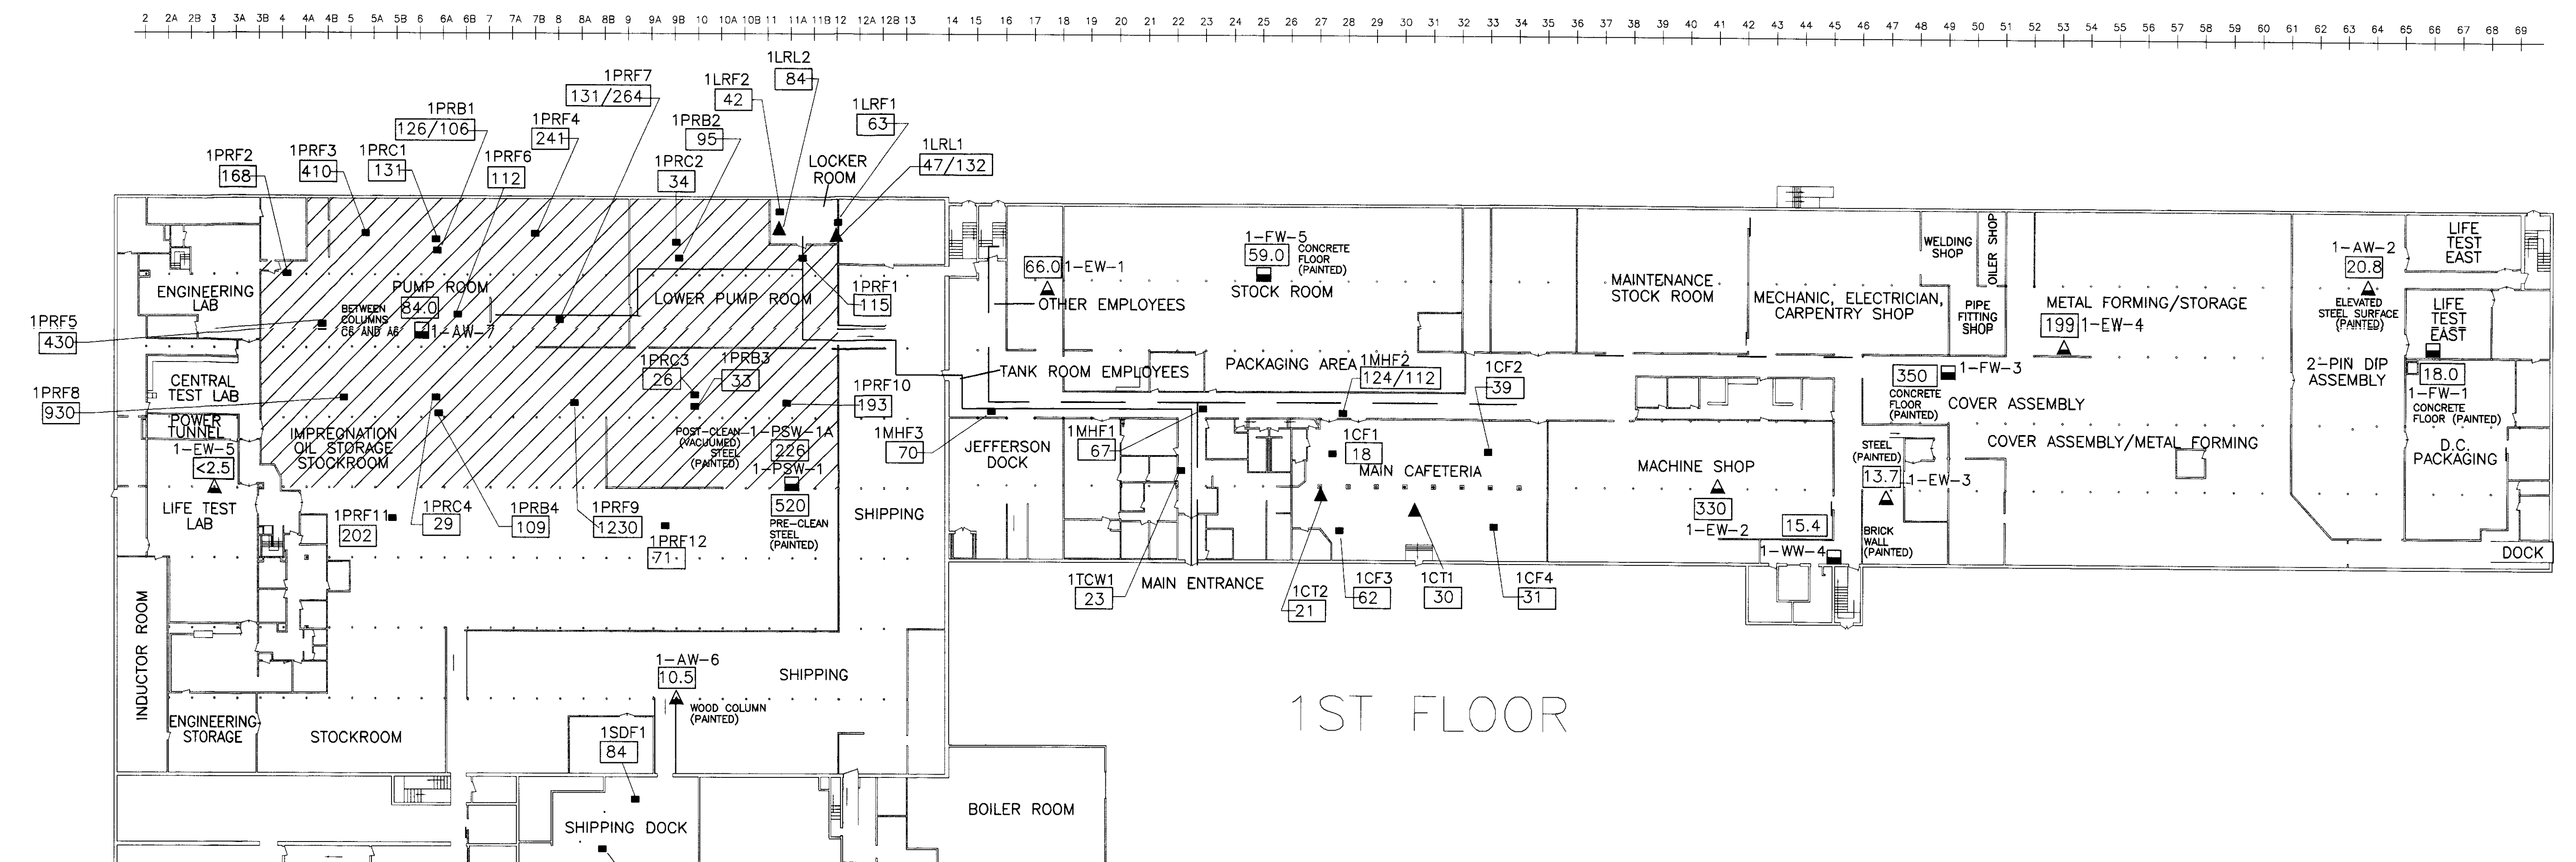 2 2A 2B 3 3A 3B 4 4A 4B 5 5A 5B 6 6A 7 7A 7B 8 8A 8B 9 9A 9B 10 10A 10B 11 11A 11B 12 12A 12B 13 14 15 16 17 18 19 20 21 22 23 24 25 26 27 28 29 30 31 32 33 34 35 36 37 38 39 40 41 42 43 44 45 46 47 48 49 50 51 52 53 54 55 56 57 58 59 60 61 62 63 64 65 66 67 68 69
1LRL2
84
1PRF7
131/264
1LRF2
42
1LRF1
63
1PRB1
126/106
1PRF4
241
1PRB2
95
1LRL1
47/132
1PRF2
168
1PRF3
410
1PRC1
131
1PRF6
112
1PRC2
34
LOCKER
ROOM
ENGINEERING
LAB
PUMP ROOM
84.0
1-AW-7
BETWEEN
COLUMNS
C6 AND A6
LOWER PUMP ROOM
1PRF1
115
66.0
1-EW-1
OTHER EMPLOYEES
1-FW-5
59.0
CONCRETE
FLOOR
(PAINTED)
STOCK ROOM
MAINTENANCE
STOCK ROOM
MECHANIC, ELECTRICIAN,
CARPENTRY SHOP
WELDING
SHOP
OILER SHOP
PIPE
FITTING
SHOP
METAL FORMING/STORAGE
199
1-EW-4
1-AW-2
20.8
ELEVATED
STEEL SURFACE
(PAINTED)
LIFE
TEST
EAST
LIFE
TEST
EAST
1PRF5
430
1PRF8
930
CENTRAL
TEST LAB
POWER
TUNNEL
1-EW-5
<2.5
LIFE TEST
LAB
IMPREGNATION
OIL STORAGE
STOCKROOM
1PRC3
26
1PRB3
33
1PRF10
193
POST-CLEAN
(VACUUMED)
STEEL
(PAINTED)
1-PSW-1A
226
1-PSW-1
520
PRE-CLEAN
STEEL
(PAINTED)
TANK ROOM EMPLOYEES
PACKAGING AREA
1MHF2
124/112
1CF2
39
350
1-FW-3
CONCRETE
FLOOR
(PAINTED)
COVER ASSEMBLY
2-PIN DIP
ASSEMBLY
18.0
1-FW-1
CONCRETE
FLOOR (PAINTED)
D.C.
PACKAGING
1MHF3
70
JEFFERSON
DOCK
1MHF1
67
1CF1
18
MAIN CAFETERIA
MACHINE SHOP
330
1-EW-2
15.4
1-WW-4
STEEL
(PAINTED)
13.7
1-EW-3
BRICK
WALL
(PAINTED)
COVER ASSEMBLY/METAL FORMING
DOCK
1PRF11
202
1PRC4
29
1PRB4
109
1PRF9
1230
1PRF12
71
SHIPPING
1TCW1
23
MAIN ENTRANCE
1CT2
21
1CF3
62
1CT1
30
1CF4
31
INDUCTOR ROOM
ENGINEERING
STORAGE
STOCKROOM
1-AW-6
10.5
WOOD COLUMN
(PAINTED)
SHIPPING
1ST FLOOR
1SDF1
84
SHIPPING DOCK
BOILER ROOM